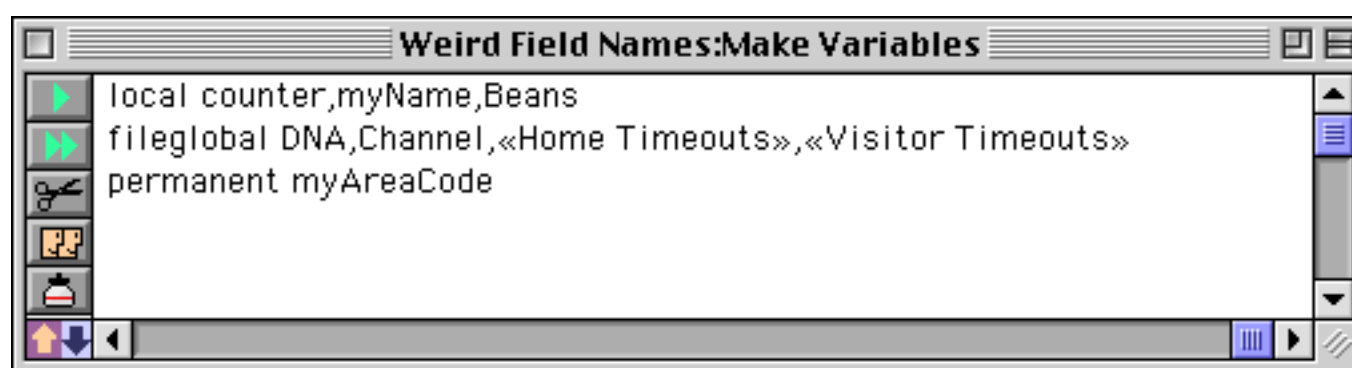 Weird Field Names:Make Variables
local counter,myName,Beans
fileglobal DNA,Channel,«Home Timeouts»,«Visitor Timeouts»
permanent myAreaCode